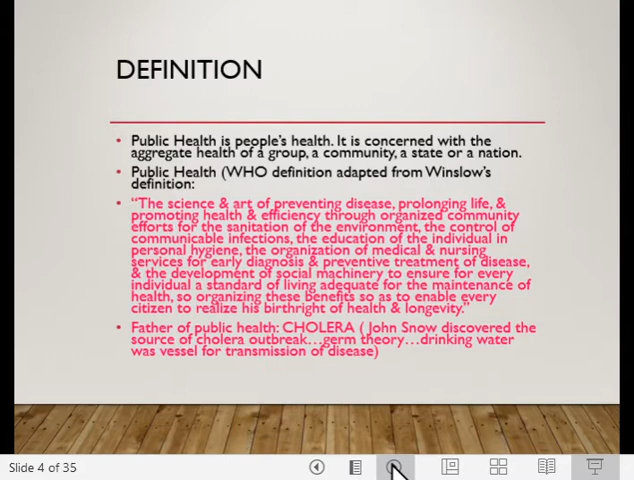 DEFINITION
• Public Health is people's health. It is concerned with the
aggregate health of a group, a community, a state or a nation.
• Public Health (WHO definition adapted from Winslow's
definition:
• "The science & art of preventing disease, prolonging life, &
promoting health & efficiency through organized community
efforts for the sanitation of the environment, the control of
communicable infections, the education of the individual in
personal hygiene, the organization of medical & nursing
services for early diagnosis & preventive treatment of disease,
& the development of social machinery to ensure for every
individual a standard of living adequate for the maintenance of
health, so organizing these benefits so as to enable every
citizen to realize his birthright of health & longevity."
• Father of public health: CHOLERA ( John Snow discovered the
source of cholera outbreak…germ theory…drinking water
was vessel for transmission of disease)
Slide 4 of 35